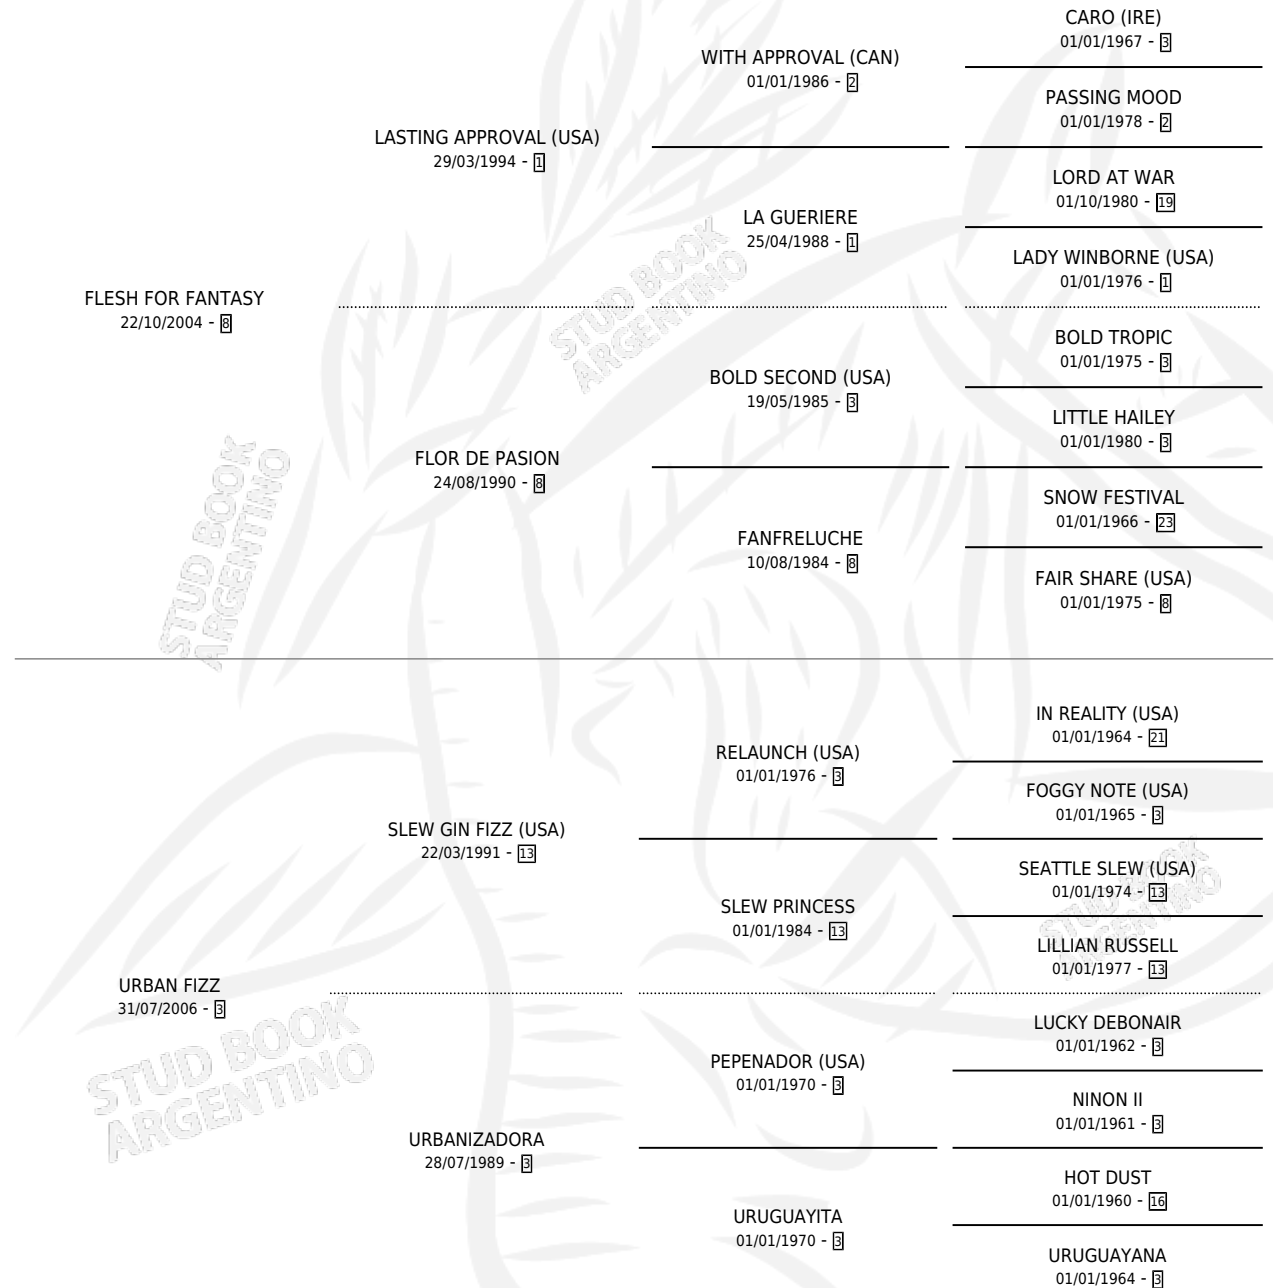 CARO (IRE)
01/01/1967 - 3
WITH APPROVAL (CAN)
01/01/1986 - 2
PASSING MOOD
01/01/1978 - 2
LASTING APPROVAL (USA)
29/03/1994 - 1
LORD AT WAR
01/10/1980 - 19
LA GUERIERE
25/04/1988 - 1
LADY WINBORNE (USA)
01/01/1976 - 1
FLESH FOR FANTASY
22/10/2004 - 8
STUD BOOK
ARGENTINO
BOLD TROPIC
01/01/1975 - 3
BOLD SECOND (USA)
19/05/1985 - 3
LITTLE HAILEY
01/01/1980 - 3
FLOR DE PASION
24/08/1990 - 8
SNOW FESTIVAL
01/01/1966 - 23
FANFRELUCHE
10/08/1984 - 8
FAIR SHARE (USA)
01/01/1975 - 8
STUD BOOK
ARGENTINO
IN REALITY (USA)
01/01/1964 - 21
RELAUNCH (USA)
01/01/1976 - 3
FOGGY NOTE (USA)
01/01/1965 - 3
SLEW GIN FIZZ (USA)
22/03/1991 - 13
SEATTLE SLEW (USA)
01/01/1974 - 13
SLEW PRINCESS
01/01/1984 - 13
LILLIAN RUSSELL
01/01/1977 - 13
STUD BOOK
ARGENTINO
URBAN FIZZ
31/07/2006 - 3
LUCKY DEBONAIR
01/01/1962 - 3
PEPENADOR (USA)
01/01/1970 - 3
NINON II
01/01/1961 - 3
STUD BOOK
ARGENTINO
URBANIZADORA
28/07/1989 - 3
HOT DUST
01/01/1960 - 16
URUGUAYITA
01/01/1970 - 3
URUGUAYANA
01/01/1964 - 3